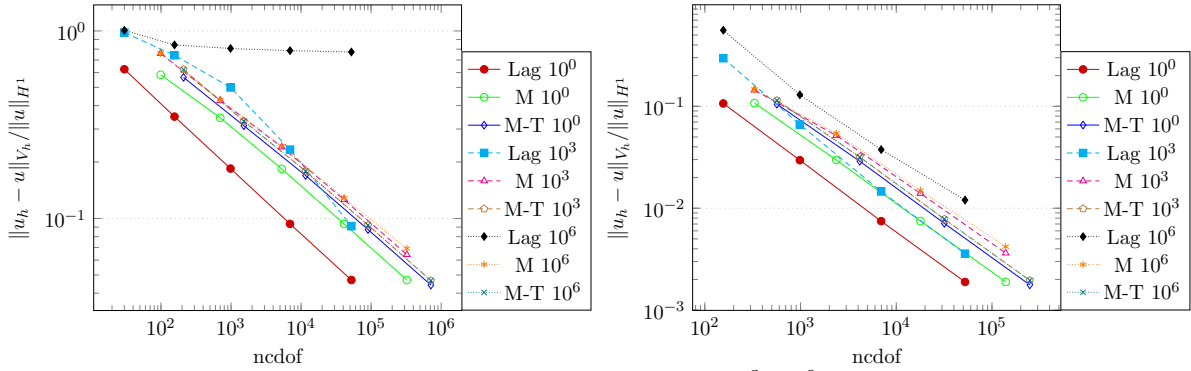 10^0
10^{-1}
‖u_h − u‖_{V_h}/‖u‖_{H^1}
10^2 10^3 10^4 10^5 10^6
ncdof
Lag 10^0
M 10^0
M-T 10^0
Lag 10^3
M 10^3
M-T 10^3
Lag 10^6
M 10^6
M-T 10^6
10^{-1}
10^{-2}
10^{-3}
‖u_h − u‖_{V_h}/‖u‖_{H^1}
10^2 10^3 10^4 10^5
ncdof
Lag 10^0
M 10^0
M-T 10^0
Lag 10^3
M 10^3
M-T 10^3
Lag 10^6
M 10^6
M-T 10^6